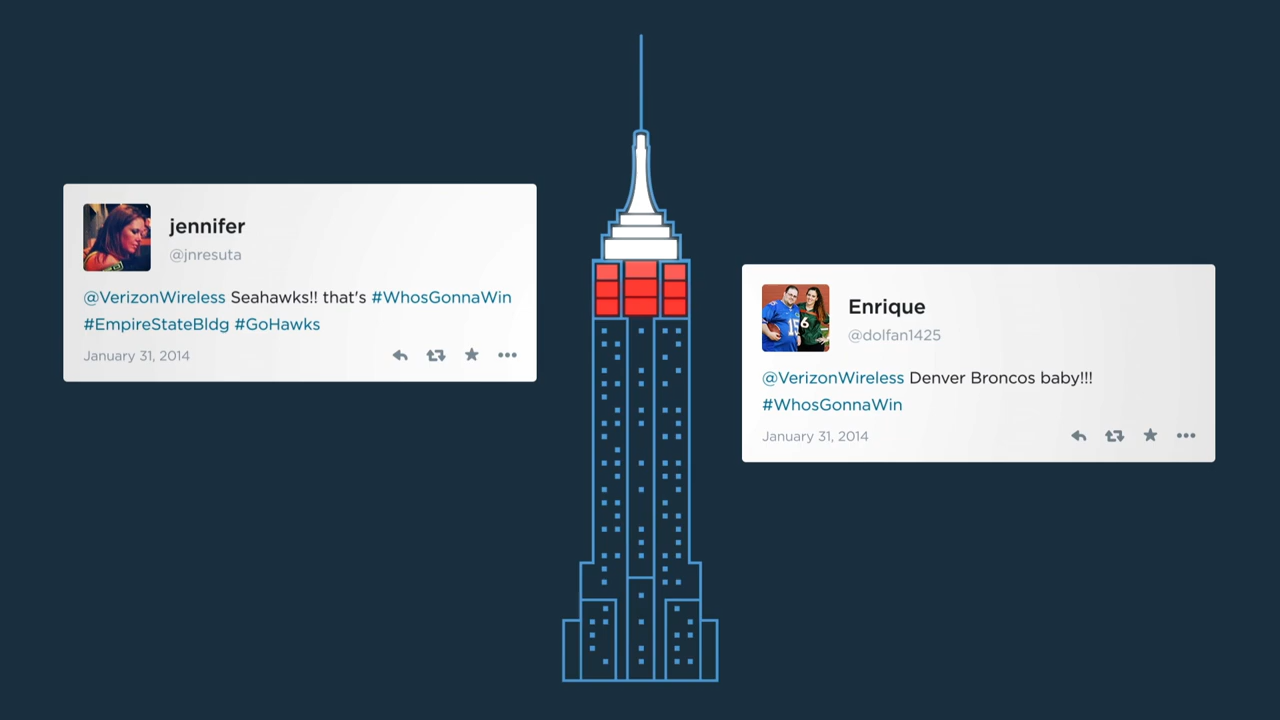 jennifer
@jnresuta
@VerizonWireless Seahawks!! that's #WhosGonnaWin
#EmpireStateBldg #GoHawks
January 31, 2014
Enrique
@dolfan1425
@VerizonWireless Denver Broncos baby!!!
#WhosGonnaWin
January 31, 2014